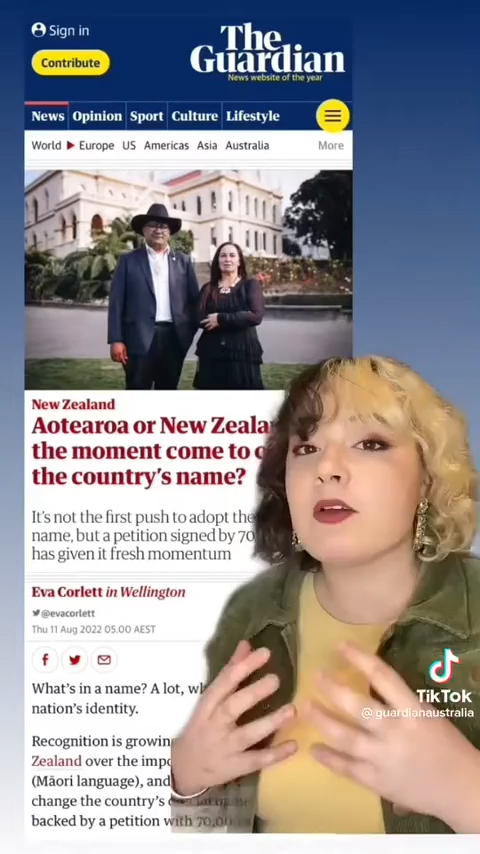 Sign in
Contribute
The
Guardian
News website of the year
News Opinion Sport Culture Lifestyle
World Europe US Americas Asia Australia More
New Zealand
Aotearoa or New Zeala
the moment come to
the country's name?
It's not the first push to adopt the
name, but a petition signed by 70
has given it fresh momentum
Eva Corlett in Wellington
@evacorlett
Thu 11 Aug 2022 05.00 AEST
What's in a name? A lot, w
nation's identity.
Recognition is growin
Zealand over the impo
(Māori language), and
change the country's
backed by a petition with 70,0
TikTok
@guardianaustralia